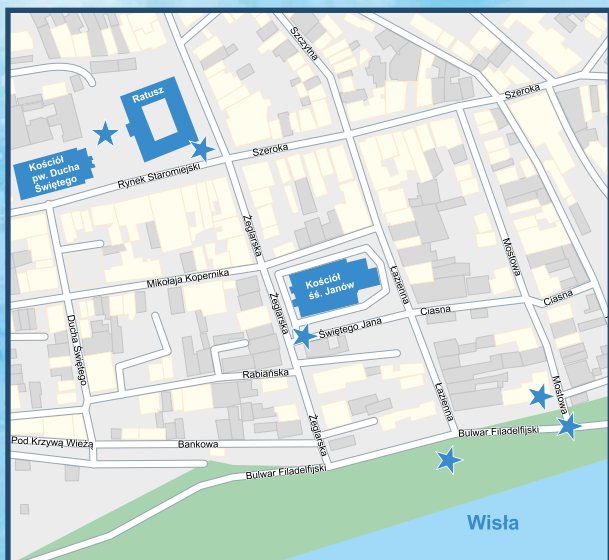 Szczytna
Ratusz
Szeroka
Szeroka
Kościół
pw. Ducha
Świętego
Rynek Staromiejski
Żeglarska
Mostowa
Mikołaja Kopernika
Kościół
śś. Janów
Łazienna
Żeglarska
Ciasna
Ciasna
Świętego Jana
Ducha Świętego
Rabiańska
Mostowa
Łazienna
Żeglarska
Pod Krzywą Wieżą
Bankowa
Bulwar Filadelfijski
Bulwar Filadelfijski
Wisła